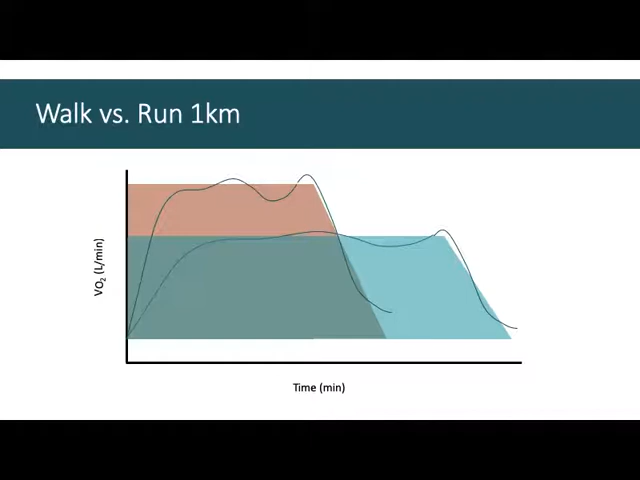 Walk vs. Run 1km
VO₂ (L/min)
Time (min)